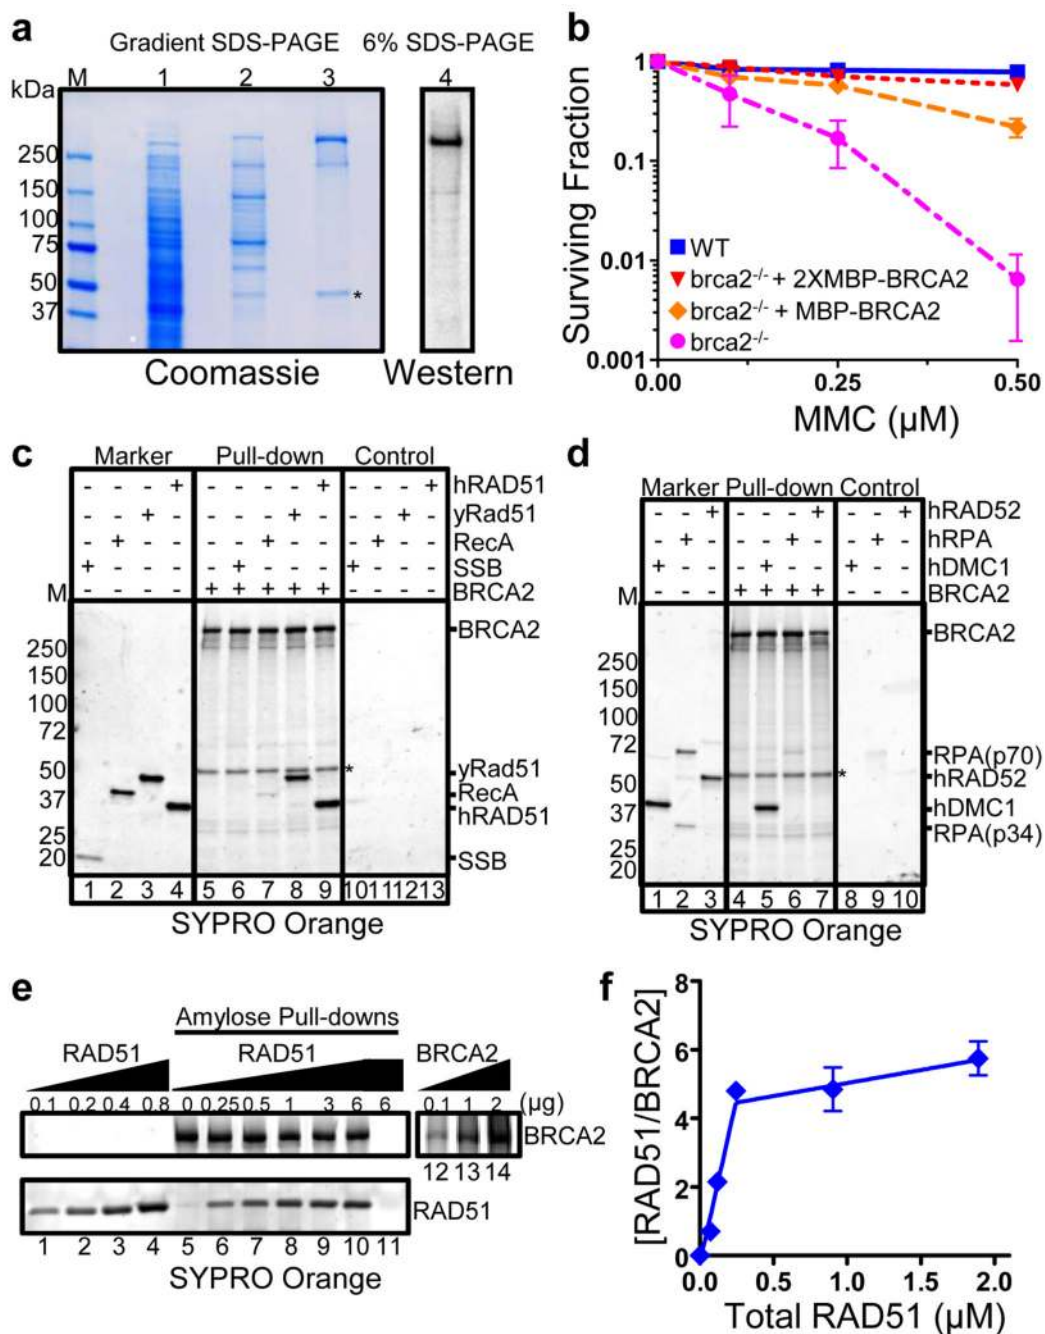 a
Gradient SDS-PAGE 6% SDS-PAGE
M 1 2 3 4
kDa
250
150
100
75
50
37
*
Coomassie Western
b
Surviving Fraction
1
0.1
0.01
0.001
WT
brca2-/- + 2XMBP-BRCA2
brca2-/- + MBP-BRCA2
brca2-/-
0.00 0.25 0.50
MMC (µM)
c
Marker Pull-down Control
- - - + - - - - + - - - + hRAD51
- - + - - - - + - - - + - yRad51
- + - - - - + - - - + - - RecA
+ - - - - + - - - + - - - SSB
- - - - + + + + + - - - - BRCA2
M
250
150
100
72
50
37
25
20
BRCA2
*
yRad51
RecA
hRAD51
SSB
1 2 3 4 5 6 7 8 9 10 11 12 13
SYPRO Orange
d
Marker Pull-down Control
- - + - - - + - - + hRAD52
- + - - - + - - + - hRPA
+ - - - + - - + - - hDMC1
- - - + + + + - - - BRCA2
M
250
150
100
72
50
37
25
20
BRCA2
RPA(p70)
*
hRAD52
hDMC1
RPA(p34)
1 2 3 4 5 6 7 8 9 10
SYPRO Orange
e
Amylose Pull-downs
RAD51 RAD51 BRCA2
0.1 0.2 0.4 0.8 0 0.25 0.5 1 3 6 6 0.1 1 2 (µg)
BRCA2
12 13 14
RAD51
1 2 3 4 5 6 7 8 9 10 11
SYPRO Orange
f
[RAD51/BRCA2]
8
6
4
2
0
0.0 0.5 1.0 1.5 2.0
Total RAD51 (µM)